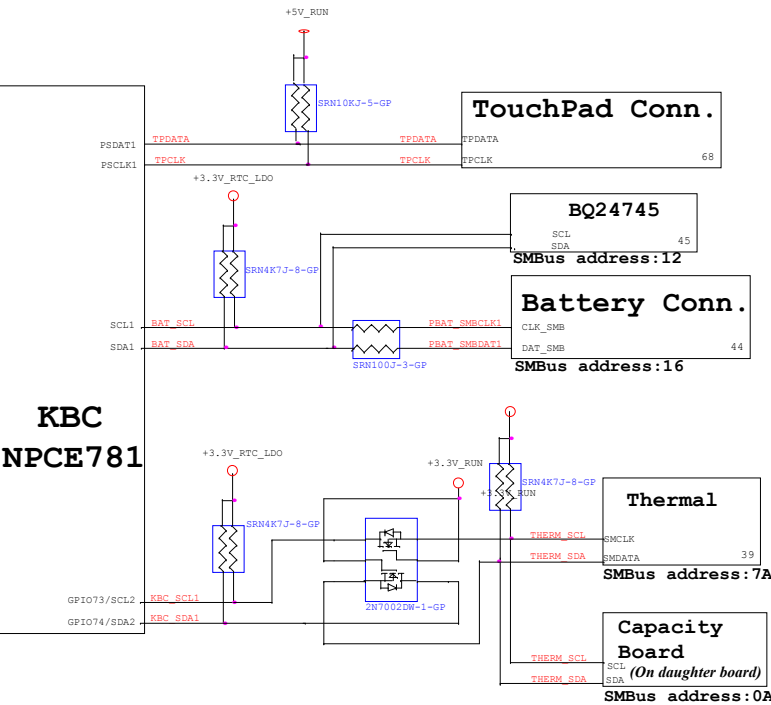 +5V_RUN
SRN10KJ-5-GP
TouchPad Conn.
PSDAT1
TPDATA
TPDATA
TPDATA
PSCLK1
TPCLK
TPCLK
TPCLK
68
+3.3V_RTC_LDO
BQ24745
SCL
SDA
45
SMBus address:12
SRN4K7J-8-GP
Battery Conn.
SCL1
BAT_SCL
PBAT_SMBCLK1
CLK_SMB
SDA1
BAT_SDA
PBAT_SMBDAT1
DAT_SMB
44
SRN100J-3-GP
SMBus address:16
KBC
NPCE781
+3.3V_RTC_LDO
+3.3V_RUN
SRN4K7J-8-GP
+3.3V_RUN
Thermal
SRN4K7J-8-GP
THERM_SCL
SMCLK
THERM_SDA
SMDATA
39
SMBus address:7A
GPIO73/SCL2
KBC_SCL1
2N7002DW-1-GP
GPIO74/SDA2
KBC_SDA1
Capacity
Board
(On daughter board)
THERM_SCL
SCL
THERM_SDA
SDA
SMBus address:0A